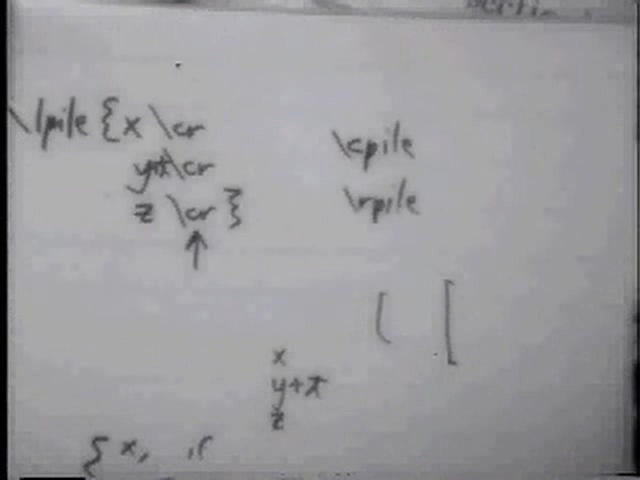 \lpile {x \cr
y+π\cr
z \cr }
\cpile
\rpile
[ [
x
y+π
z
{ x, if